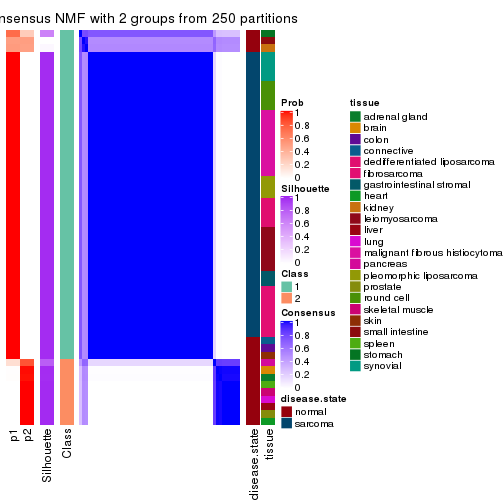 nsensus NMF with 2 groups from 250 partitions
Prob
1
0.8
0.6
0.4
0.2
0
Silhouette
1
0.8
0.6
0.4
0.2
0
Class
1
2
Consensus
1
0.8
0.6
0.4
0.2
0
disease.state
normal
sarcoma
tissue
adrenal gland
brain
colon
connective
dedifferentiated liposarcoma
fibrosarcoma
gastrointestinal stromal
heart
kidney
leiomyosarcoma
liver
lung
malignant fibrous histiocytoma
pancreas
pleomorphic liposarcoma
prostate
round cell
skeletal muscle
skin
small intestine
spleen
stomach
synovial
p1
p2
Silhouette
Class
disease.state
tissue